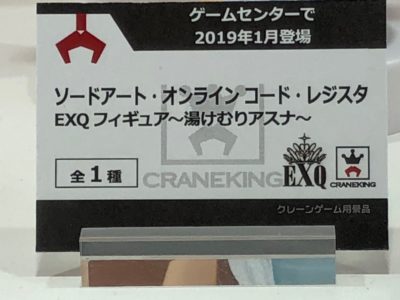 ゲームセンターで
2019年1月登場
ソードアート・オンライン コード・レジスタ
EXQ フィギュア～湯けむりアスナ～
全1種
CRANEKING
EXQ
CRANEKING
クレーンゲーム用景品